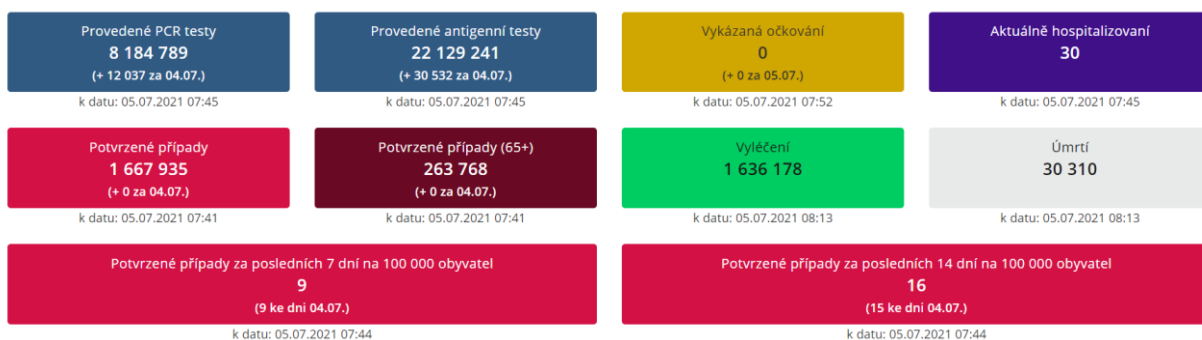 Provedené PCR testy
8 184 789
(+ 12 037 za 04.07.)
k datu: 05.07.2021 07:45
Provedené antigenní testy
22 129 241
(+ 30 532 za 04.07.)
k datu: 05.07.2021 07:45
Vykázaná očkování
0
(+ 0 za 05.07.)
k datu: 05.07.2021 07:52
Aktuálně hospitalizovaní
30
k datu: 05.07.2021 07:45
Potvrzené případy
1 667 935
(+ 0 za 04.07.)
k datu: 05.07.2021 07:41
Potvrzené případy (65+)
263 768
(+ 0 za 04.07.)
k datu: 05.07.2021 07:41
Vyléčení
1 636 178
k datu: 05.07.2021 08:13
Úmrtí
30 310
k datu: 05.07.2021 08:13
Potvrzené případy za posledních 7 dní na 100 000 obyvatel
9
(9 ke dni 04.07.)
k datu: 05.07.2021 07:44
Potvrzené případy za posledních 14 dní na 100 000 obyvatel
16
(15 ke dni 04.07.)
k datu: 05.07.2021 07:44